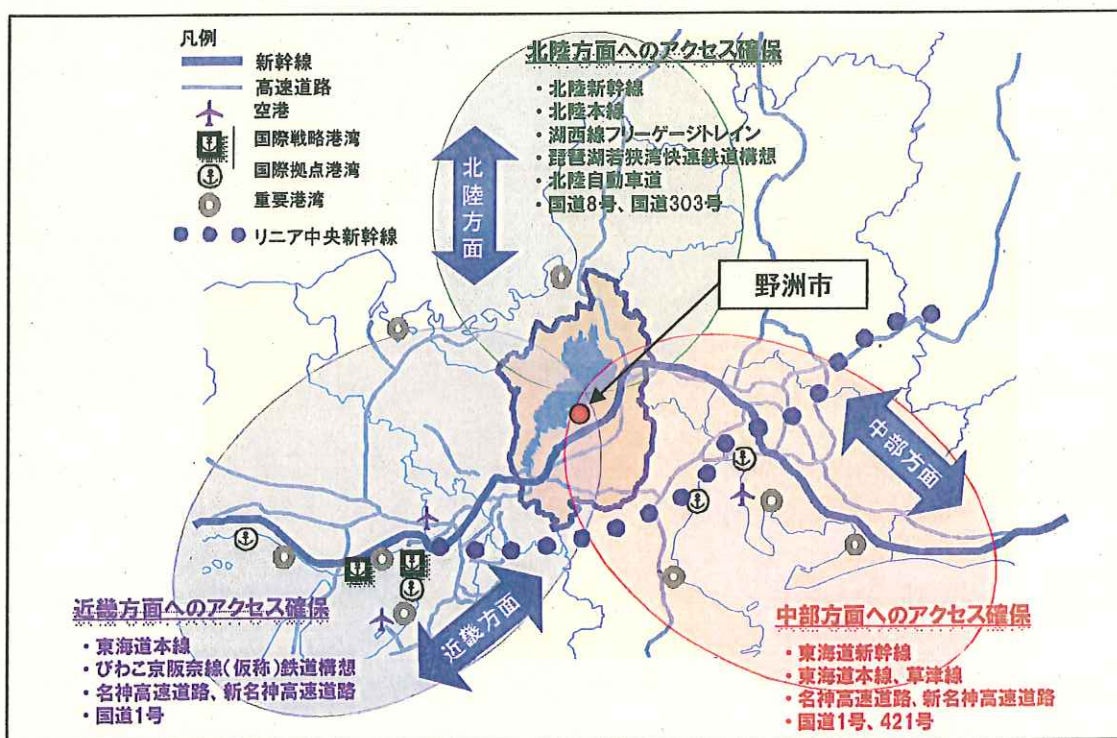 凡例
新幹線
高速道路
空港
国際戦略港湾
国際拠点港湾
重要港湾
リニア中央新幹線
北陸方面へのアクセス確保
・北陸新幹線
・北陸本線
・湖西線フリーゲージトレイン
・琵琶湖若狭湾快速鉄道構想
・北陸自動車道
・国道8号、国道303号
北陸方面
野洲市
中部方面
近畿方面
近畿方面へのアクセス確保
・東海道本線
・びわこ京阪奈線(仮称)鉄道構想
・名神高速道路、新名神高速道路
・国道1号
中部方面へのアクセス確保
・東海道新幹線
・東海道本線、草津線
・名神高速道路、新名神高速道路
・国道1号、421号